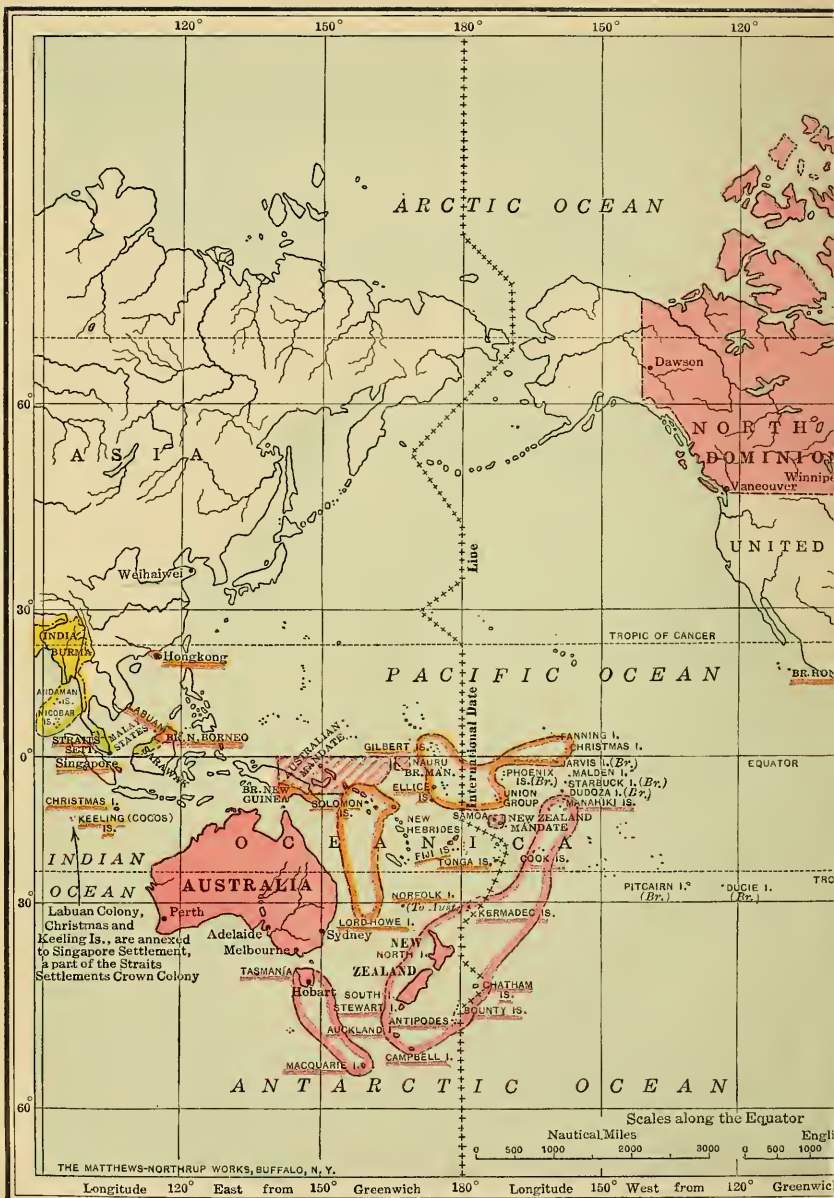 120° 150° 180° 150° 120°
ARCTIC OCEAN
Dawson
60°
NORTH
ASIA
DOMINION
Winnipe
Vancouver
UNITED
Weihaiwei
Line
30°
INDIA
BURMA
TROPIC OF CANCER
Hongkong
PACIFIC OCEAN
BR. HON
ANDAMAN
IS.
NICOBAR
IS.
LABUAN
MALAY
STATES
STRAITS
SETT.
BR. N. BORNEO
SARAWAK
Singapore
AUSTRALIAN
MANDATE
International Date
GILBERT IS.
FANNING I.
CHRISTMAS I.
0°
EQUATOR
NAURU
BR. MAN.
JARVIS I. (Br.)
PHOENIX
IS. (Br.)
MALDEN I.
STARBUCK I. (Br.)
BR. NEW
GUINEA
ELLICE
IS.
UNION
GROUP
DUDOZA I. (Br.)
MANAHIKI IS.
SOLOMON
IS.
CHRISTMAS I.
KEELING (COCOS)
IS.
SAMOA
NEW ZEALAND
MANDATE
NEW
HEBRIDES
OCEANICA
FIJI IS.
TONGA IS.
COOK IS.
INDIAN
OCEAN
AUSTRALIA
TRO
PITCAIRN I.
(Br.)
DUCIE I.
(Br.)
30°
NORFOLK I.
(To Aust.)
Labuan Colony,
Christmas and
Keeling Is., are annexed
to Singapore Settlement,
a part of the Straits
Settlements Crown Colony
Perth
LORD HOWE I.
KERMADEC IS.
Adelaide
Sydney
Melbourne
NEW
NORTH I.
ZEALAND
TASMANIA
Hobart
SOUTH I.
CHATHAM
IS.
STEWART I.
BOUNTY IS.
ANTIPODES
AUCKLAND I.
CAMPBELL I.
MACQUARIE I.
ANTARCTIC OCEAN
60°
Scales along the Equator
Nautical Miles
Engli
0 500 1000 2000 3000
0 500 1000
THE MATTHEWS-NORTHRUP WORKS, BUFFALO, N. Y.
Longitude 120° East from 150° Greenwich 180° Longitude 150° West from 120° Greenwic